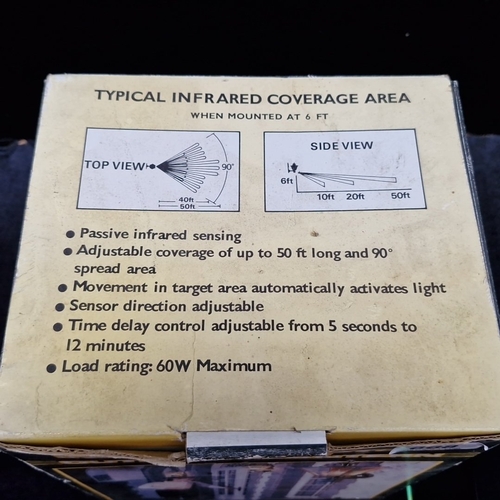 TYPICAL INFRARED COVERAGE AREA
WHEN MOUNTED AT 6 FT
TOP VIEW
90°
40ft
50ft
SIDE VIEW
6ft
10ft 20ft 50ft
● Passive infrared sensing
● Adjustable coverage of up to 50 ft long and 90°
spread area
● Movement in target area automatically activates light
● Sensor direction adjustable
● Time delay control adjustable from 5 seconds to
12 minutes
● Load rating: 60W Maximum